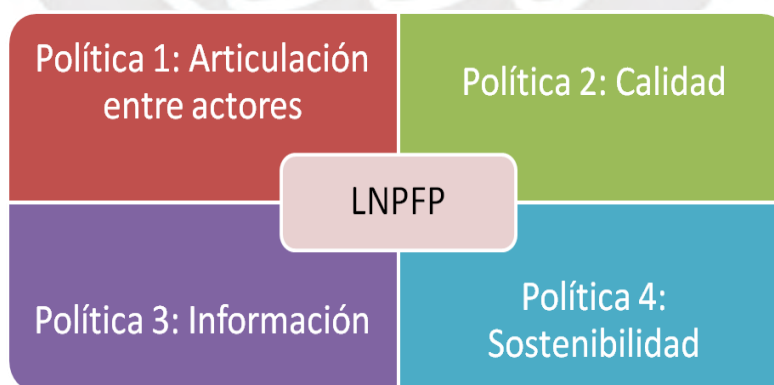 Política 1: Articulación
entre actores
Política 2: Calidad
LNPFP
Política 3: Información
Política 4:
Sostenibilidad